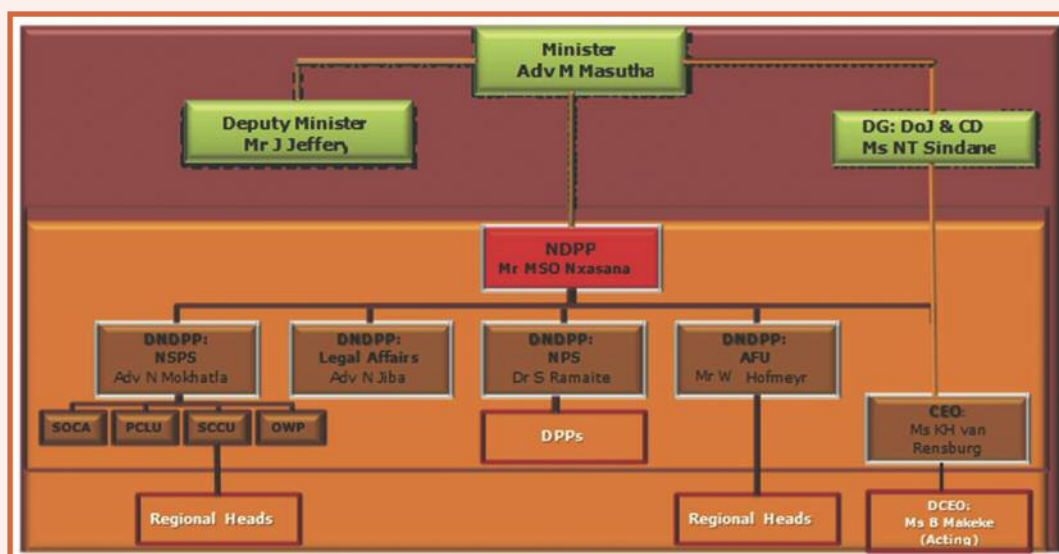 Minister
Adv M Masutha
Deputy Minister
Mr J Jeffery
DG: DoJ & CD
Ms NT Sindane
NDPP
Mr MSO Nxasana
DNDPP:
NSPS
Adv N Mokhatla
DNDPP:
Legal Affairs
Adv N Jiba
DNDPP:
NPS
Dr S Ramaite
DNDPP:
AFU
Mr W Hofmeyr
SOCA
PCLU
SCCU
OWP
DPPs
CEO:
Ms KH van
Rensburg
Regional Heads
Regional Heads
DCEO:
Ms B Makeke
(Acting)